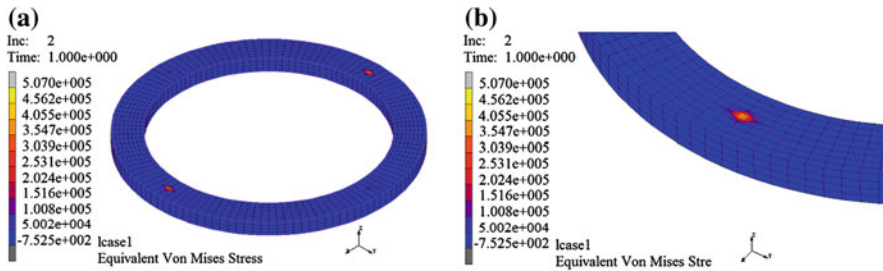 (a)
Inc: 2
Time: 1.000e+000
5.070e+005
4.562e+005
4.055e+005
3.547e+005
3.039e+005
2.531e+005
2.024e+005
1.516e+005
1.008e+005
5.002e+004
-7.525e+002
lcase1
Equivalent Von Mises Stress
Z
Y
(b)
Inc: 2
Time: 1.000e+000
5.070e+005
4.562e+005
4.055e+005
3.547e+005
3.039e+005
2.531e+005
2.024e+005
1.516e+005
1.008e+005
5.002e+004
-7.525e+002
lcase1
Equivalent Von Mises Stre
Z
Y